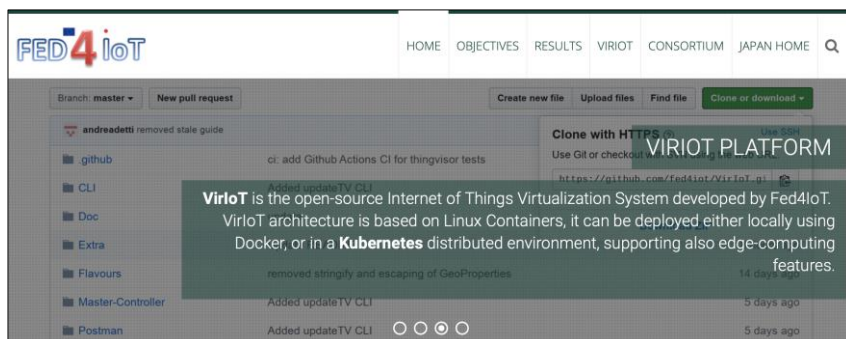 FED4IoT
HOME OBJECTIVES RESULTS VIRIOT CONSORTIUM JAPAN HOME
Branch: master New pull request Create new file Upload files Find file Clone or download
andreadetti removed stale guide
Clone with HTTPS Use SSH
VIRIOT PLATFORM
Use Git or checkout with SVN using the web URL.
.github ci: add Github Actions CI for thingvisor tests
https://github.com/fed4iot/VirIoT.gi
CLI Added updateTV CLI
VirIoT is the open-source Internet of Things Virtualization System developed by Fed4IoT.
Doc
VirIoT architecture is based on Linux Containers, it can be deployed either locally using
Extra
Docker, or in a Kubernetes distributed environment, supporting also edge-computing
features.
Flavours removed stringify and escaping of GeoProperties 14 days ago
Master-Controller Added updateTV CLI 5 days ago
Postman Added updateTV CLI 5 days ago